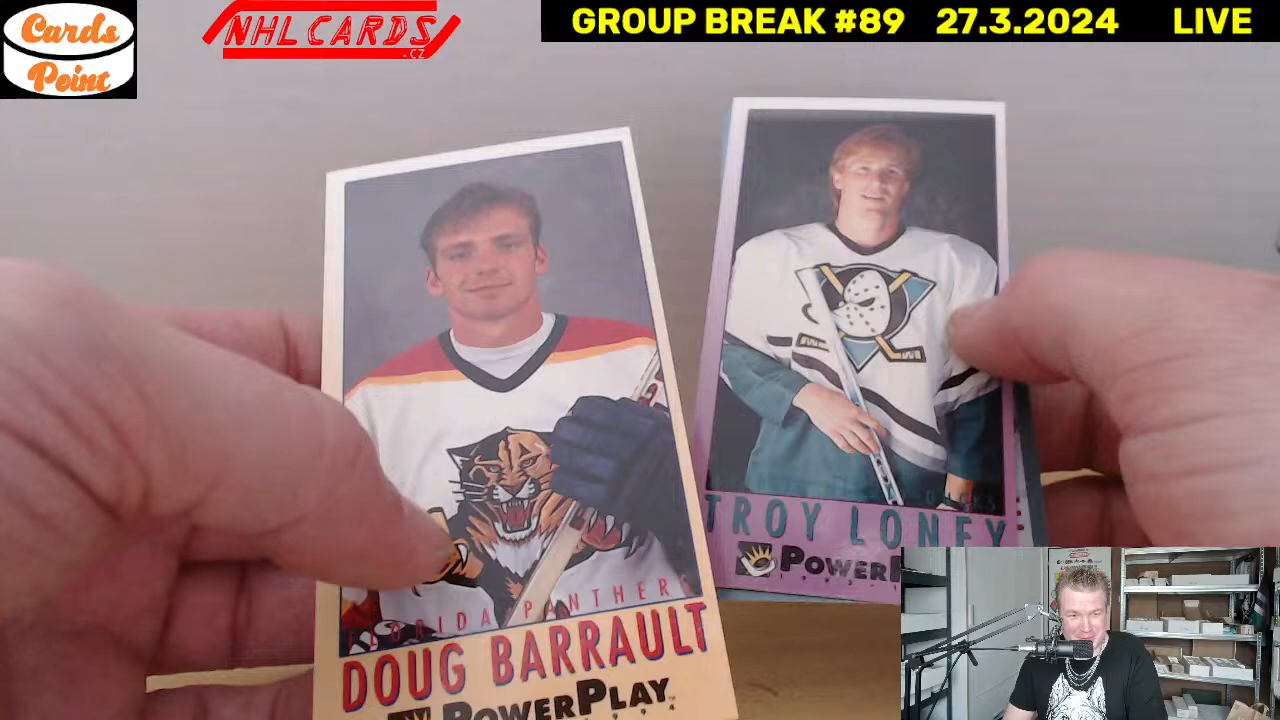 Cards
Point
NHL CARDS
.CZ
GROUP BREAK #89 27.3.2024 LIVE
FLORIDA PANTHERS
DOUG BARRAULT
POWERPLAY
TROY LONEY
POWER